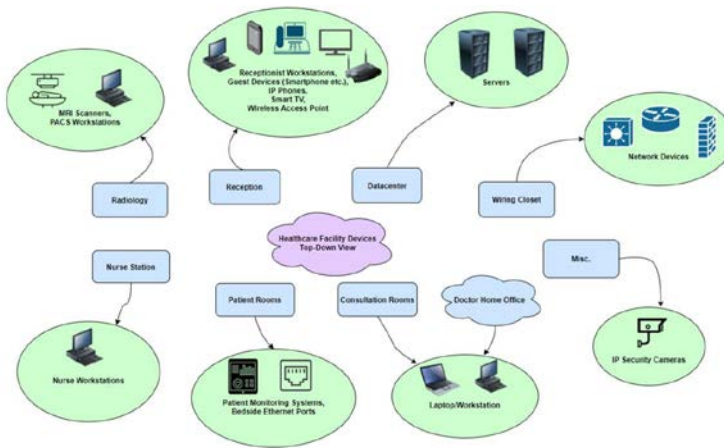 Receptionist Workstations,
Guest Devices (Smartphone etc.),
IP Phones,
Smart TV,
Wireless Access Point
Servers
MRI Scanners,
PACS Workstations
Network Devices
Radiology
Reception
Datacenter
Wiring Closet
Healthcare Facility Devices
Top-Down View
Nurse Station
Misc.
Patient Rooms
Consultation Rooms
Doctor Home Office
IP Security Cameras
Nurse Workstations
Patient Monitoring Systems,
Bedside Ethernet Ports
Laptop/Workstation